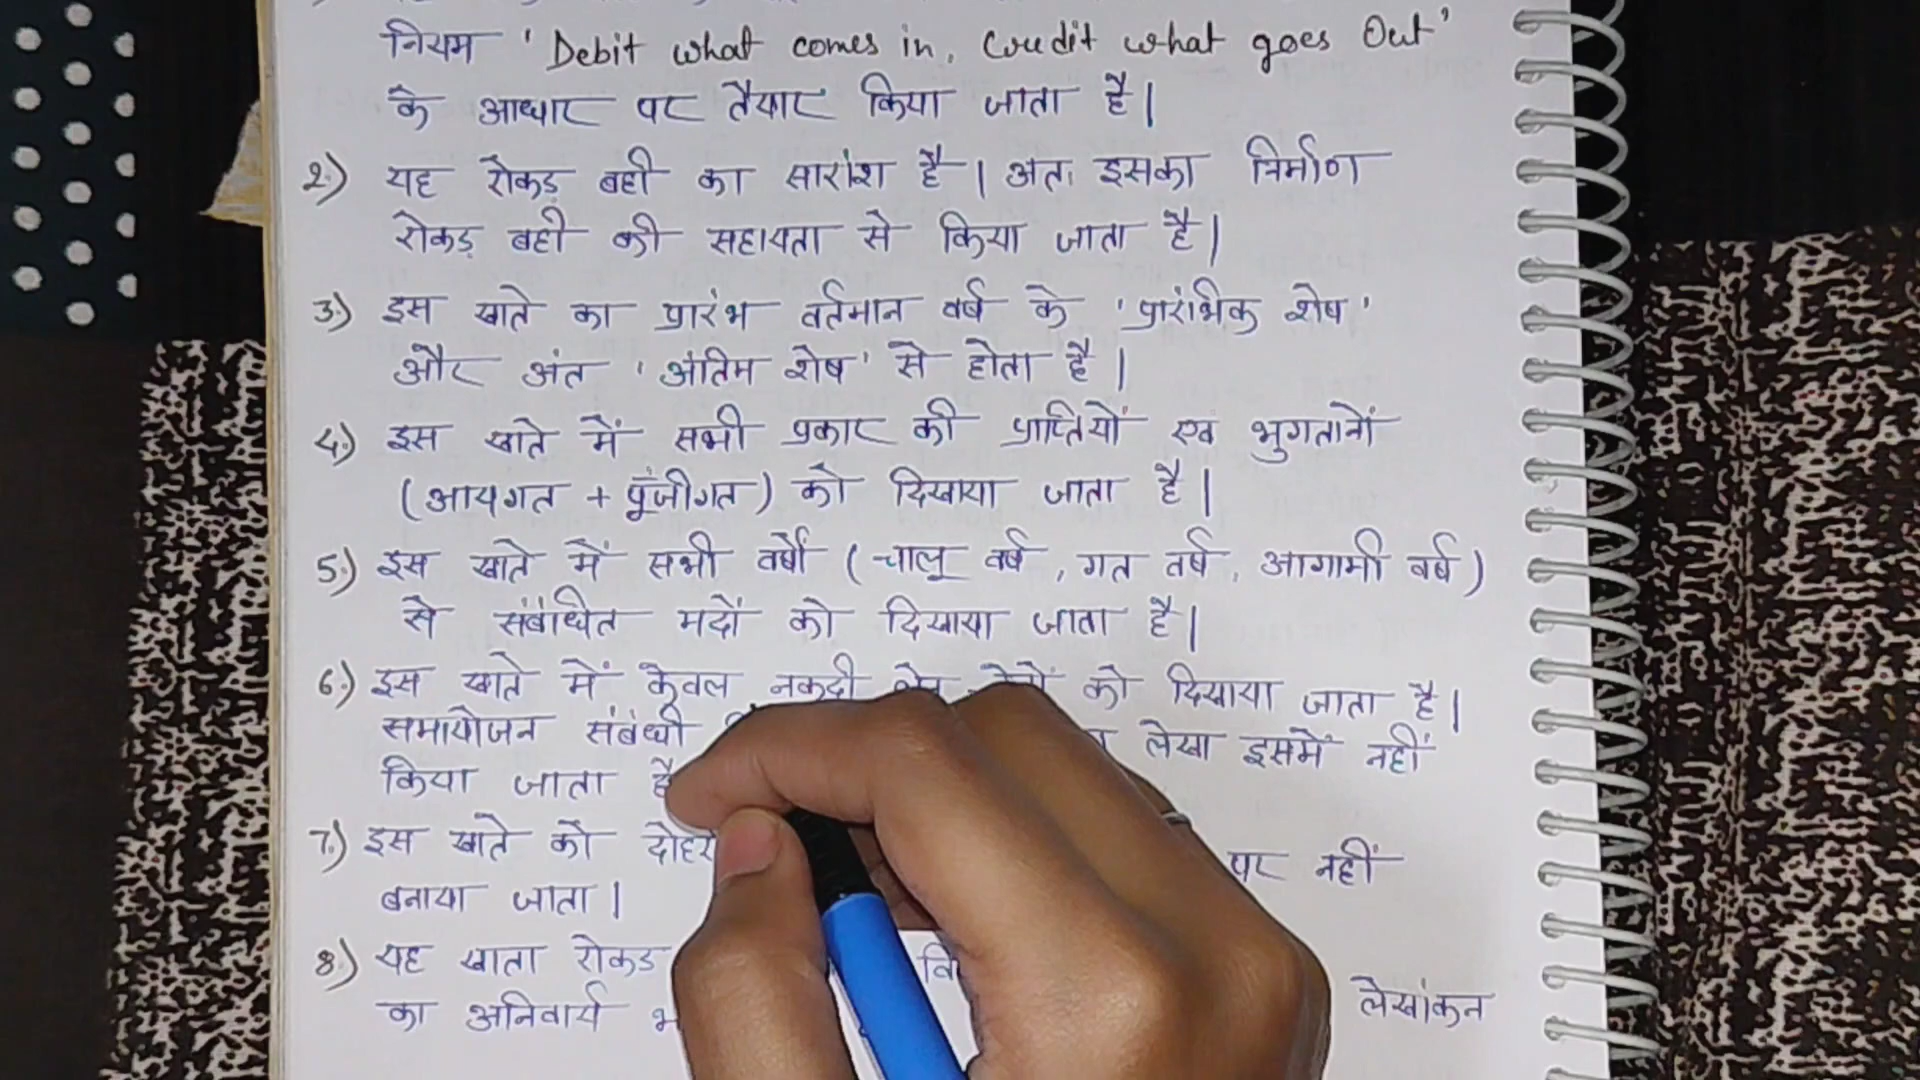 नियम 'Debit what comes in, Credit what goes Out'
के आधार पर तैयार किया जाता है।
2.) यह रोकड़ बही का सारांश है। अतः इसका निर्माण
रोकड़ बही की सहायता से किया जाता है।
3.) इस खाते का प्रारंभ वर्तमान वर्ष के 'प्रारंभिक शेष'
और अंत 'अंतिम शेष' से होता है।
4.) इस खाते में सभी प्रकार की प्राप्तियों एवं भुगतानों
(आयगत + पूँजीगत) को दिखाया जाता है।
5.) इस खाते में सभी वर्षों (चालू वर्ष, गत वर्ष, आगामी वर्ष)
से संबंधित मदों को दिखाया जाता है।
6.) इस खाते में केवल नकदी को दिखाया जाता है।
समायोजन संबंधी लेखा इसमें नहीं
किया जाता है
7.) इस खाते को पर नहीं
बनाया जाता।
8.) यह खाता रोकड़
का अनिवार्य लेखांकन